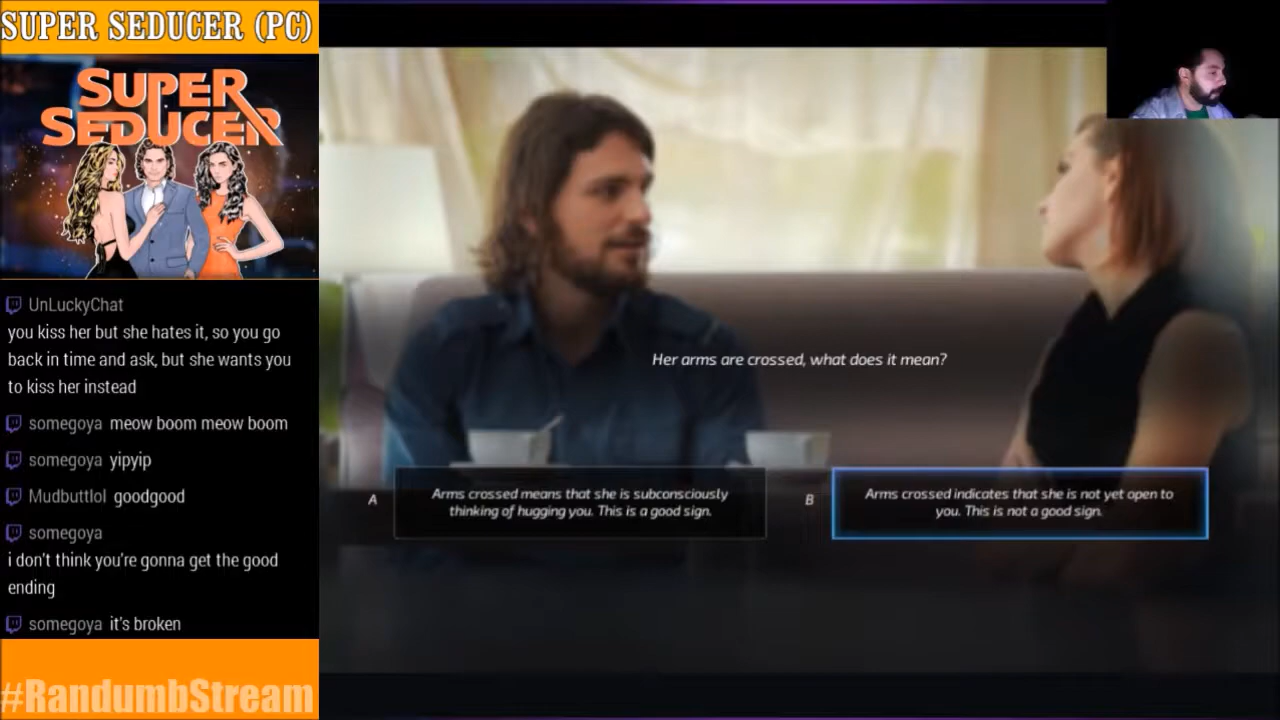 SUPER SEDUCER (PC)
SUPER
SEDUCER
UnLuckyChat
you kiss her but she hates it, so you go
back in time and ask, but she wants you
to kiss her instead
somegoya meow boom meow boom
somegoya yipyip
Mudbuttlol goodgood
somegoya
i don't think you're gonna get the good
ending
somegoya it's broken
#RandumbStream
Her arms are crossed, what does it mean?
A
Arms crossed means that she is subconsciously
thinking of hugging you. This is a good sign.
B
Arms crossed indicates that she is not yet open to
you. This is not a good sign.